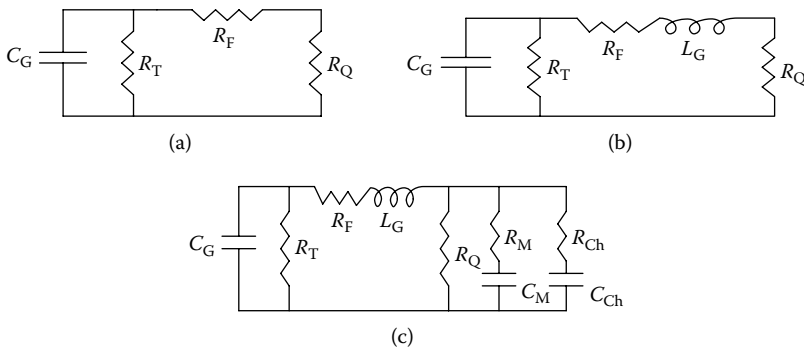 C_G
R_T
R_F
R_Q
(a)
C_G
R_T
R_F
L_G
R_Q
(b)
C_G
R_T
R_F
L_G
R_Q
R_M
C_M
R_Ch
C_Ch
(c)